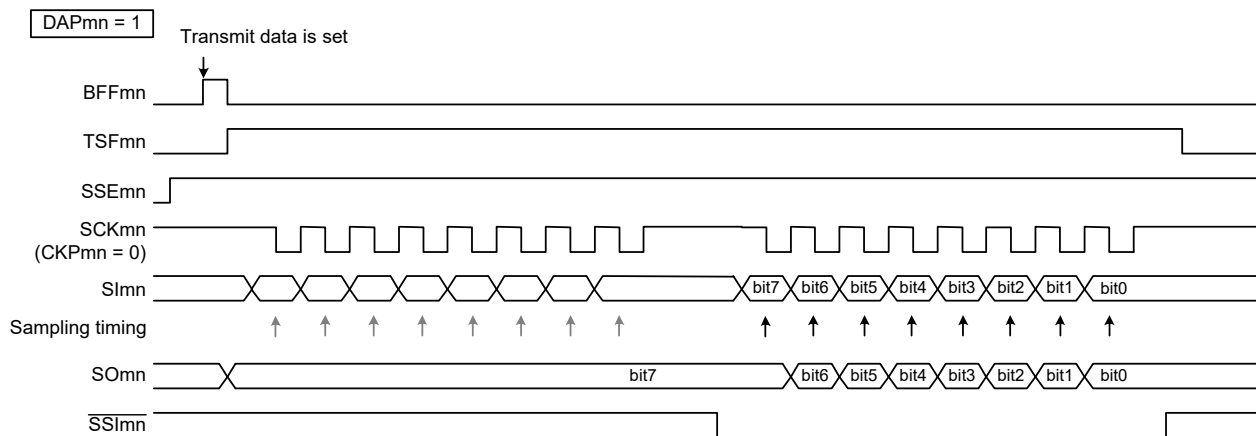 DAPmn = 1
Transmit data is set
BFFmn
TSFmn
SSEmn
SCKmn
(CKPmn = 0)
SImn
bit7 bit6 bit5 bit4 bit3 bit2 bit1 bit0
Sampling timing
SOmn
bit7 bit6 bit5 bit4 bit3 bit2 bit1 bit0
SSImn